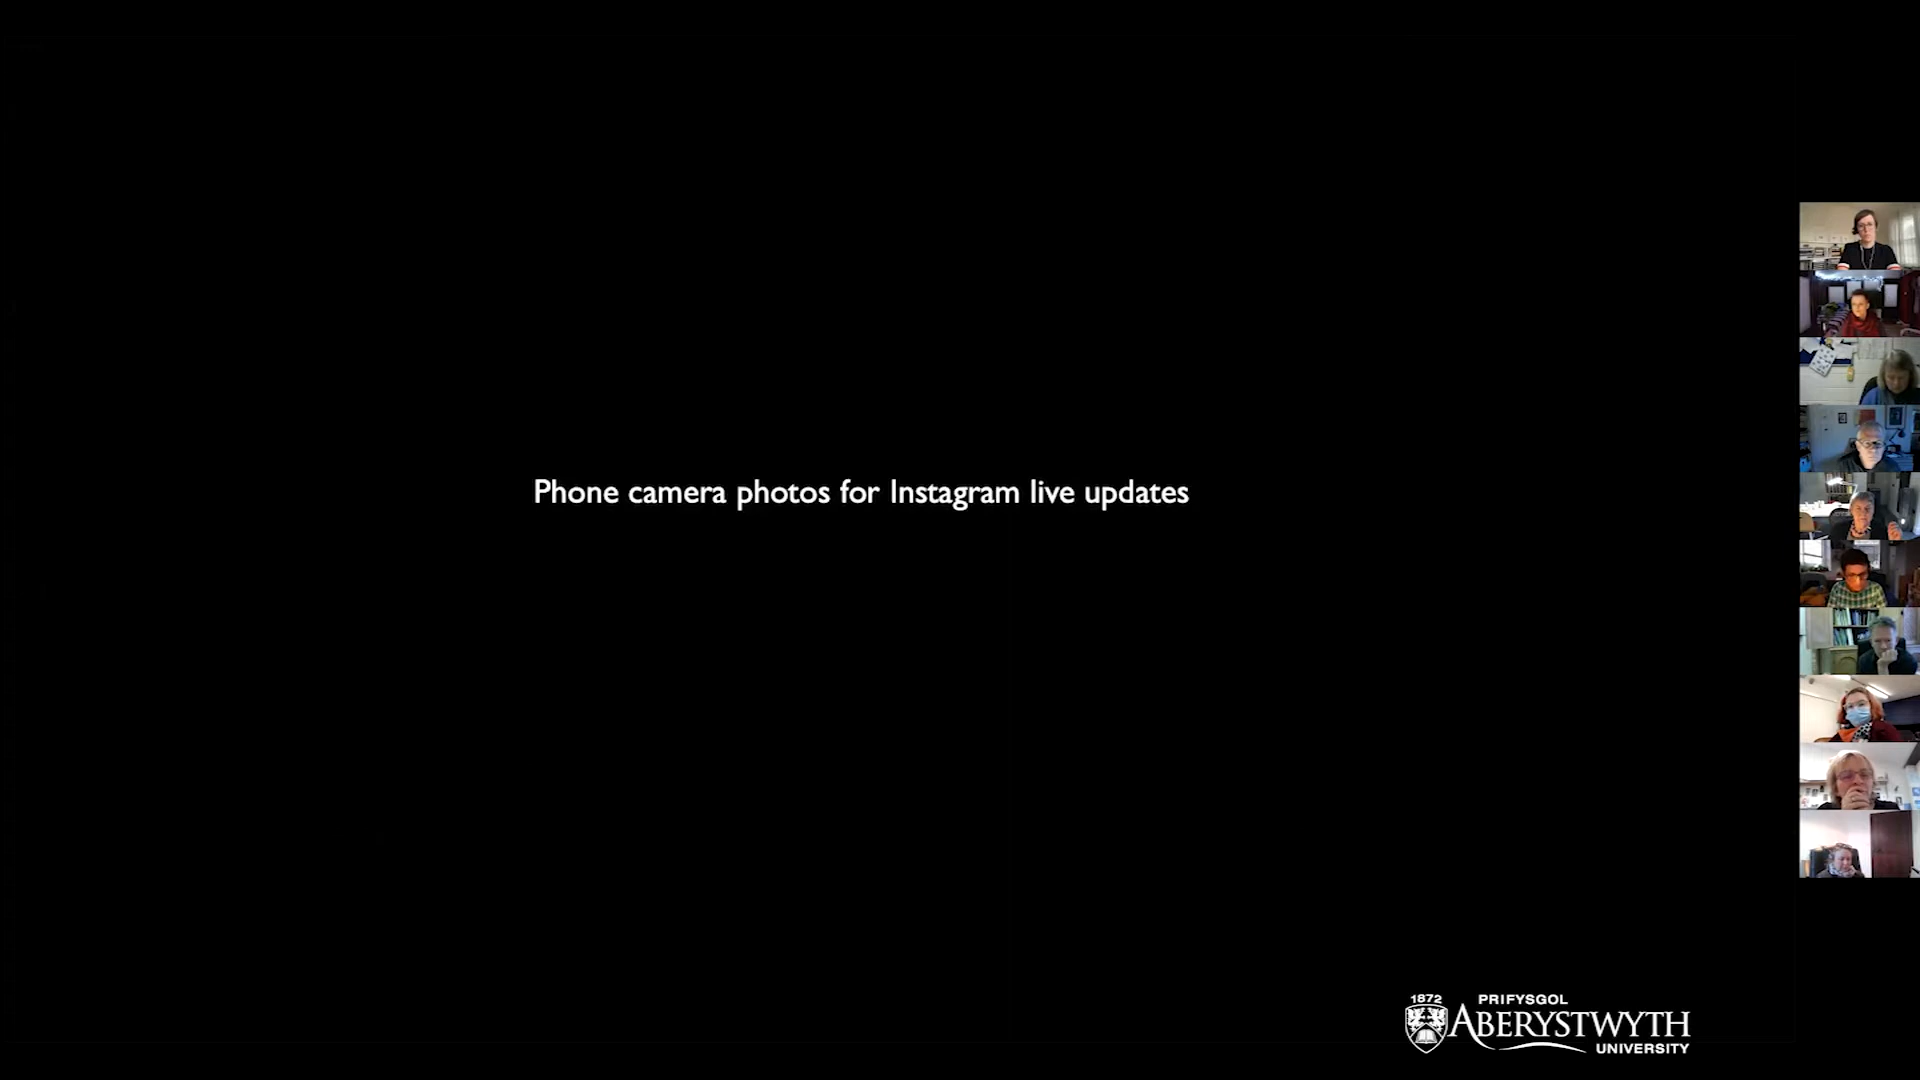 Phone camera photos for Instagram live updates
1872
PRIFYSGOL
ABERYSTWYTH
UNIVERSITY